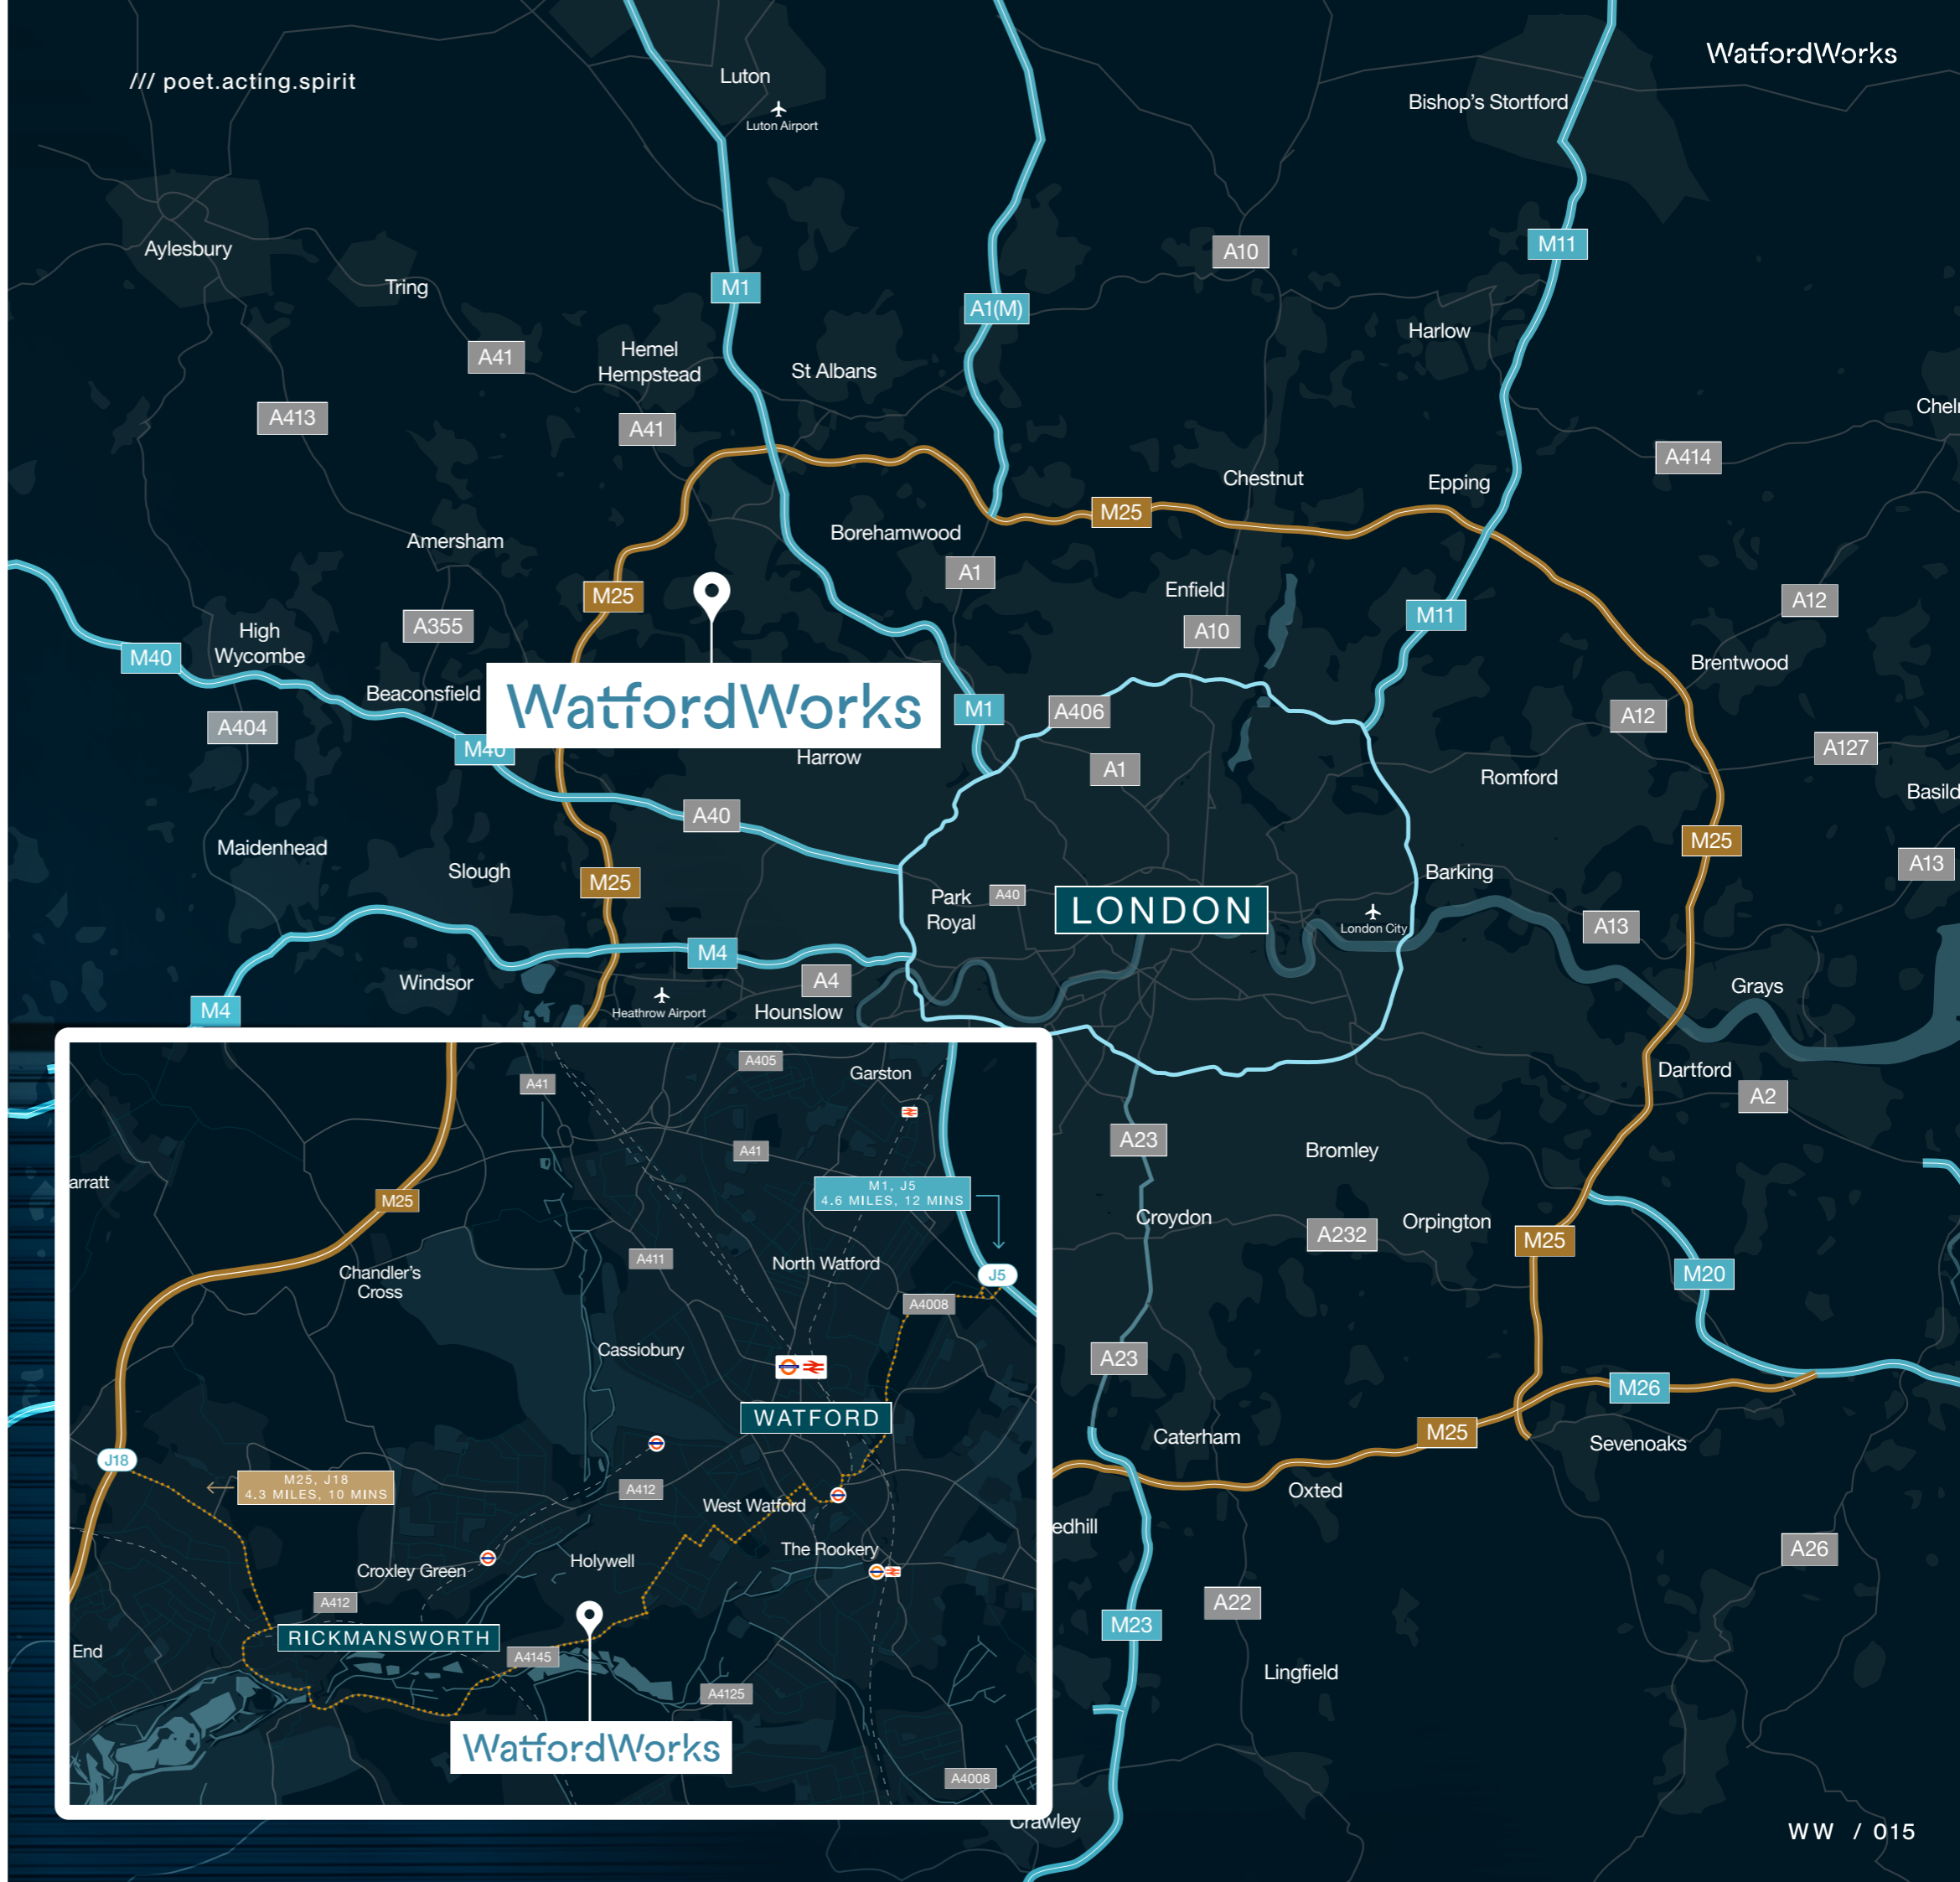 /// poet.acting.spirit
WatfordWorks
Luton
Luton Airport
Bishop's Stortford
Aylesbury
Tring
M1
A1(M)
A10
M11
A41
Hemel
Hempstead
St Albans
Harlow
A413
A41
A414
Chestnut
Epping
M25
Amersham
Borehamwood
A1
Enfield
M25
A355
A10
M11
A12
High
Wycombe
M40
Brentwood
Beaconsfield
WatfordWorks
M1
A406
A12
A404
M40
Harrow
A1
Romford
A127
A40
Maidenhead
Slough
M25
Park
Royal
A40
LONDON
London City
Barking
M25
A13
A13
M4
Windsor
A4
M4
Heathrow Airport
Hounslow
Grays
Dartford
A2
A405
A41
Garston
A41
M25
M1, J5
4.6 MILES, 12 MINS
A411
North Watford
Chandler's
Cross
J5
A4008
Cassiobury
WATFORD
J18
M25, J18
4.3 MILES, 10 MINS
A412
West Watford
The Rookery
Croxley Green
Holywell
A412
RICKMANSWORTH
End
A4145
A4125
WatfordWorks
A4008
A23
Bromley
Croydon
A232
Orpington
M25
M20
A23
M26
Caterham
M25
Sevenoaks
Oxted
A26
A22
M23
Lingfield
Crawley
WW / 015